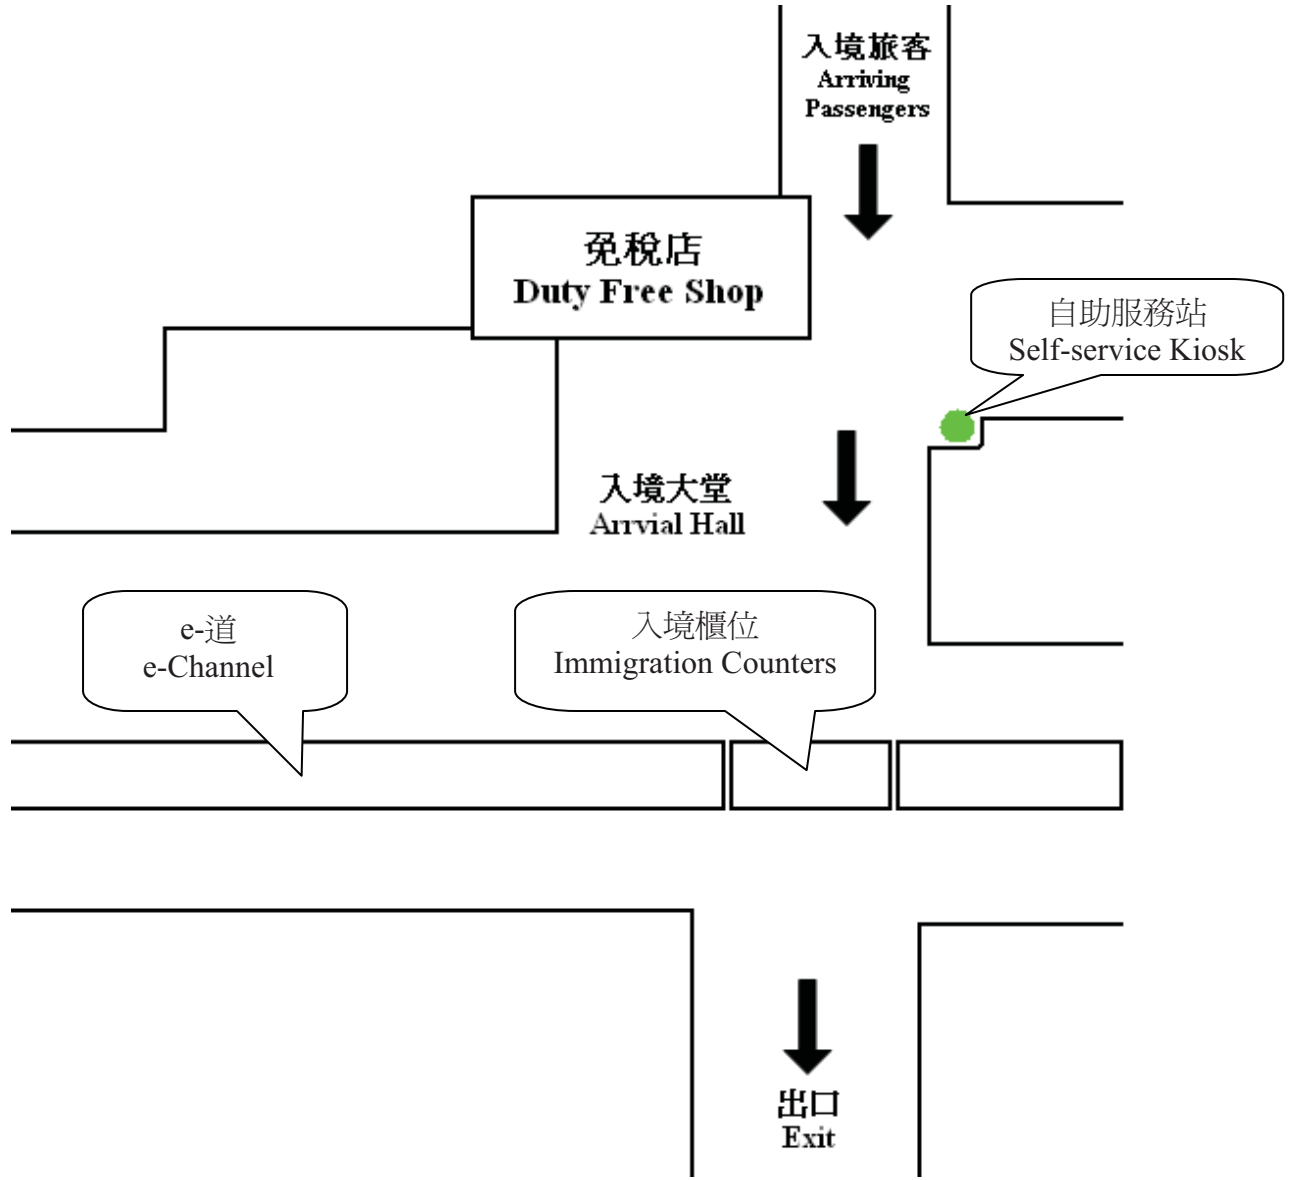 入境旅客
Arriving
Passengers
免稅店
Duty Free Shop
自助服務站
Self-service Kiosk
入境大堂
Arrvial Hall
e-道
e-Channel
入境櫃位
Immigration Counters
出口
Exit